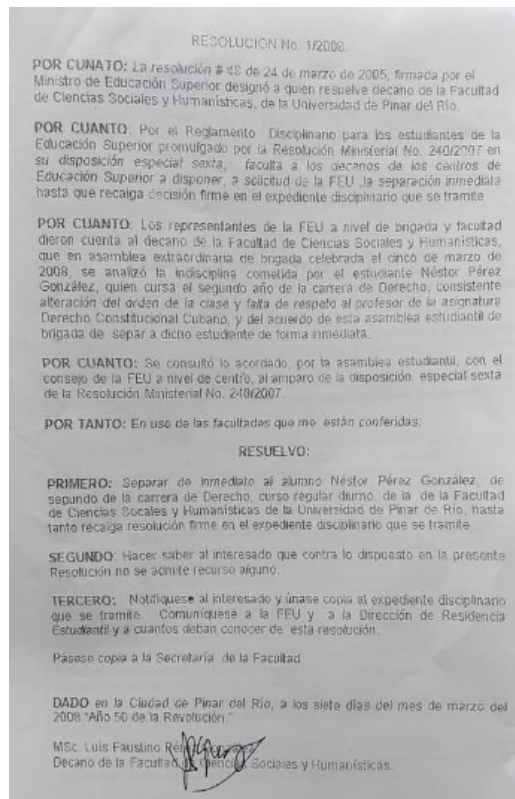 RESOLUCION No. 1/2008.
POR CUNATO: La resolución # 48 de 24 de marzo de 2005, firmada por el
Ministro de Educación Superior designó a quien resuelve decano de la Facultad
de Ciencias Sociales y Humanísticas, de la Universidad de Pinar del Río.
POR CUANTO: Por el Reglamento Disciplinario para los estudiantes de la
Educación Superior promulgado por la Resolución Ministerial No. 240/2007 en
su disposición especial sexta, faculta a los decanos de los centros de
Educación Superior a disponer, a solicitud de la FEU ,la separación inmediata
hasta que recaiga decisión firme en el expediente disciplinario que se tramite
POR CUANTO: Los representantes de la FEU a nivel de brigada y facultad
dieron cuenta al decano de la Facultad de Ciencias Sociales y Humanísticas,
que en asamblea extraordinaria de brigada celebrada el cinco de marzo de
2008, se analizó la indisciplina cometida por el estudiante Néstor Pérez
González, quien cursa el segundo año de la carrera de Derecho, consistente
alteración del orden de la clase y falta de respeto al profesor de la asignatura
Derecho Constitucional Cubano, y del acuerdo de esta asamblea estudiantil de
brigada de separ a dicho estudiante de forma inmediata.
POR CUANTO: Se consultó lo acordado, por la asamblea estudiantil, con el
consejo de la FEU a nivel de centro, al amparo de la disposición especial sexta
de la Resolución Ministerial No. 240/2007.
POR TANTO: En uso de las facultades que me están conferidas;
RESUELVO:
PRIMERO: Separar de inmediato al alumno Néstor Pérez González, de
segundo de la carrera de Derecho, curso regular diurno, de la de la Facultad
de Ciencias Sociales y Humanísticas de la Universidad de Pinar de Río, hasta
tanto recaiga resolución firme en el expediente disciplinario que se tramite
SEGUNDO: Hacer saber al interesado que contra lo dispuesto en la presente
Resolución no se admite recurso alguno.
TERCERO: Notifíquese al interesado y únase copia al expediente disciplinario
que se tramite. Comuníquese a la FEU y a la Dirección de Residencia
Estudiantil y a cuantos deban conocer de esta resolución.
Pásese copia a la Secretaría de la Facultad
DADO en la Ciudad de Pinar del Río, a los siete días del mes de marzo del
2008 "Año 50 de la Revolución."
MSc. Luis Faustino
Decano de la Facultad de Ciencias Sociales y Humanísticas.